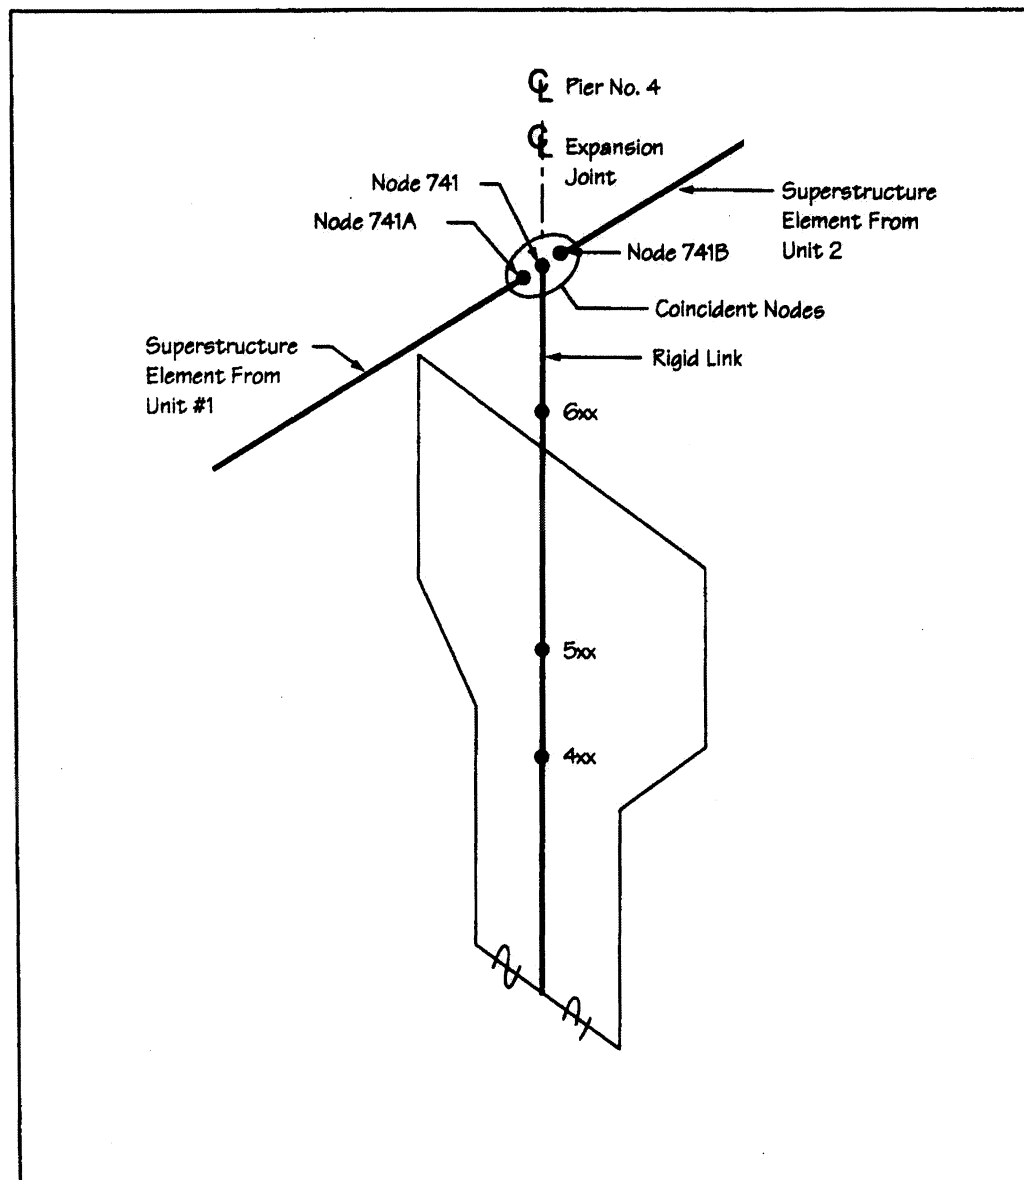 ℄ Pier No. 4
℄ Expansion
Joint
Node 741
Node 741A
Superstructure
Element From
Unit 2
Node 741B
Coincident Nodes
Superstructure
Element From
Unit #1
Rigid Link
6xx
5xx
4xx